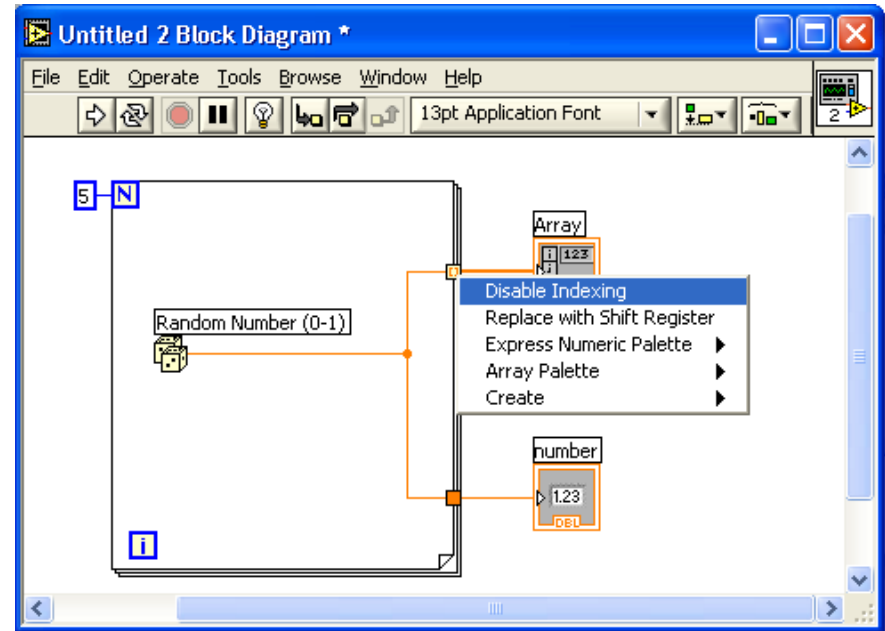 Untitled 2 Block Diagram *
File Edit Operate Tools Browse Window Help
13pt Application Font
2
5 N
Array
i 123
Disable Indexing
Replace with Shift Register
Express Numeric Palette
Array Palette
Create
Random Number (0-1)
number
1.23
DBL
i